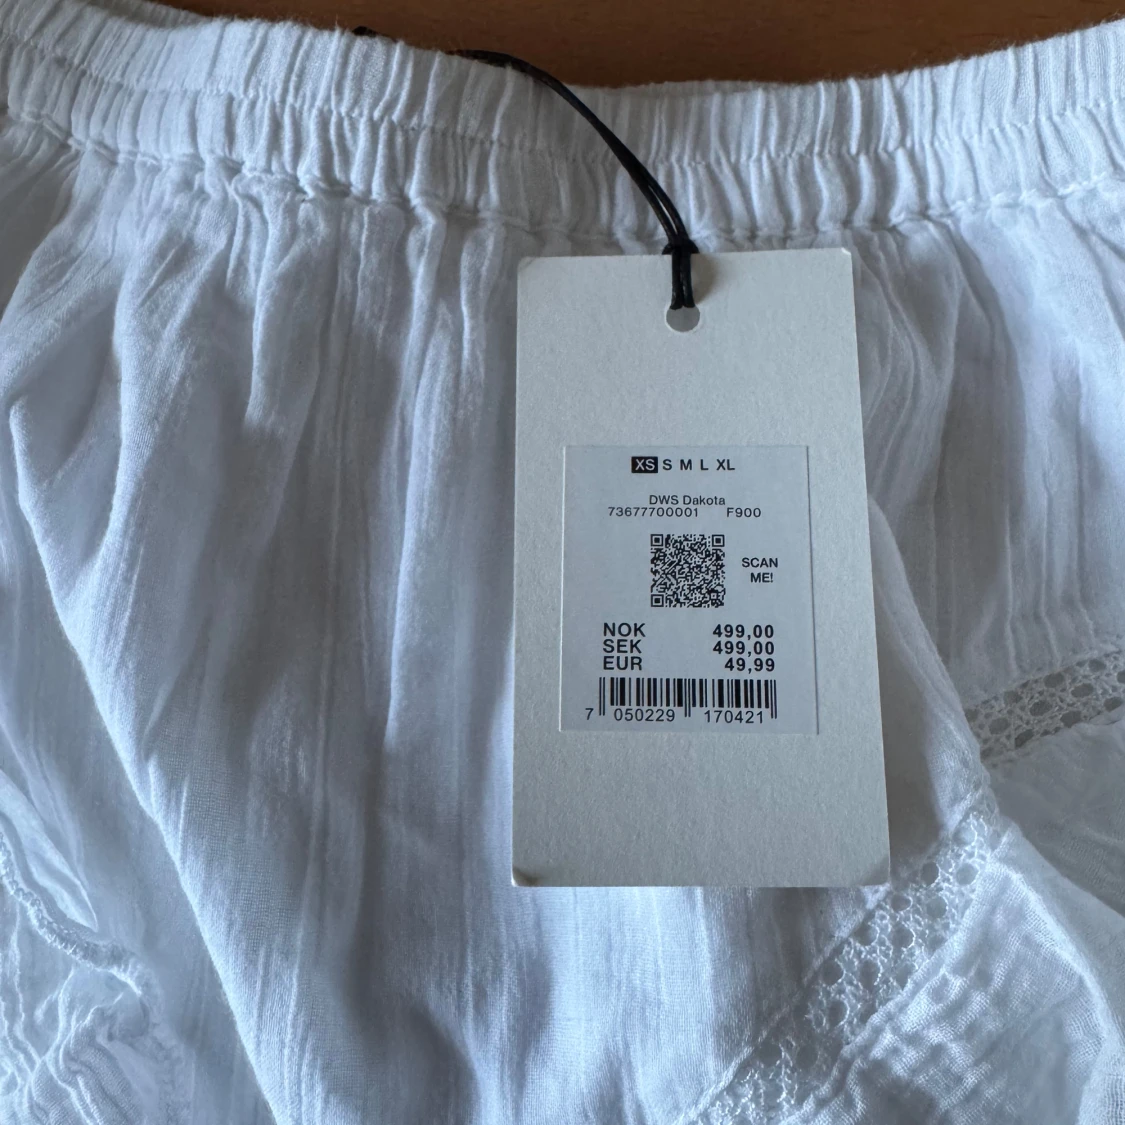 XS S M L XL
DWS Dakota
73677700001 F900
SCAN
ME!
NOK 499,00
SEK 499,00
EUR 49,99
7 050229 170421